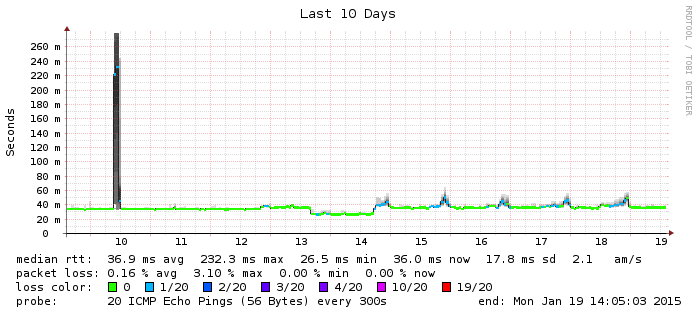 Last 10 Days
RRDTOOL / TOBI OETIKER
Seconds
260 m
240 m
220 m
200 m
180 m
160 m
140 m
120 m
100 m
80 m
60 m
40 m
20 m
0
10 11 12 13 14 15 16 17 18 19
median rtt: 36.9 ms avg 232.3 ms max 26.5 ms min 36.0 ms now 17.8 ms sd 2.1 am/s
packet loss: 0.16 % avg 3.10 % max 0.00 % min 0.00 % now
loss color: 0 1/20 2/20 3/20 4/20 10/20 19/20
probe: 20 ICMP Echo Pings (56 Bytes) every 300s end: Mon Jan 19 14:05:03 2015